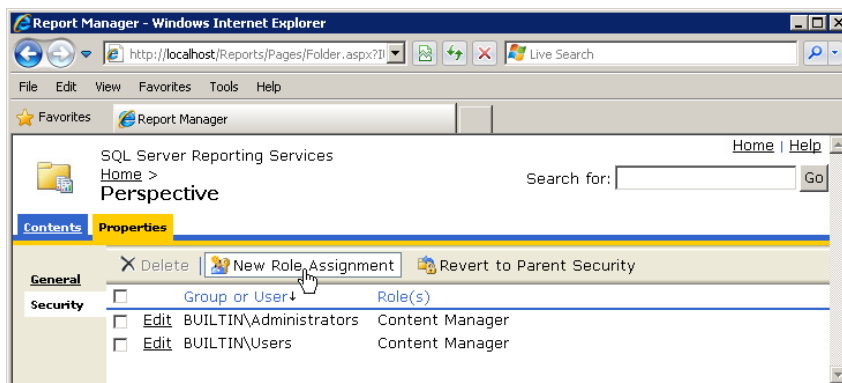 Report Manager - Windows Internet Explorer
http://localhost/Reports/Pages/Folder.aspx?I
Live Search
File Edit View Favorites Tools Help
Favorites Report Manager
Home | Help
SQL Server Reporting Services
Home >
Search for: Go
Perspective
Contents Properties
Delete | New Role Assignment Revert to Parent Security
General
Security
Group or User↓ Role(s)
Edit BUILTIN\Administrators Content Manager
Edit BUILTIN\Users Content Manager